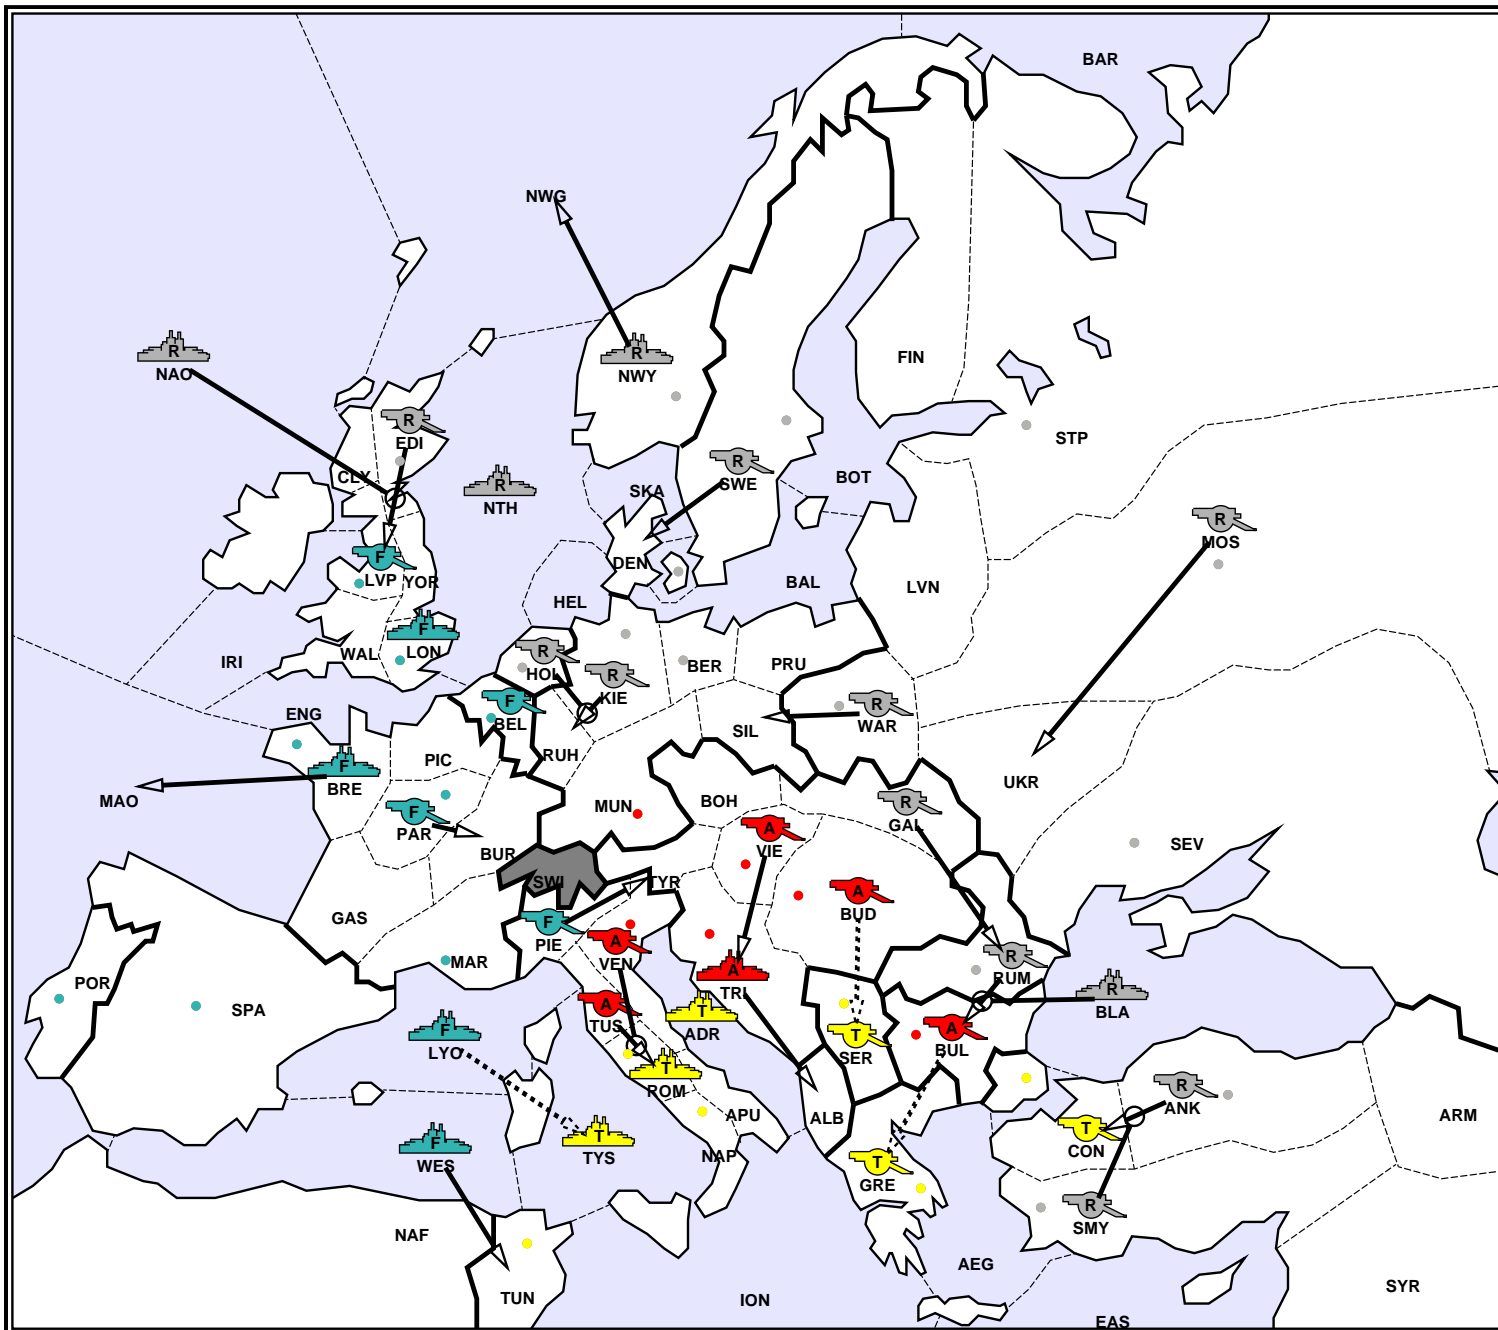 BAR
NWG
R
NAO
R
NWY
FIN
R
EDI
STP
CLY
R
NTH
SKA
R
SWE
BOT
R
MOS
F
LVP
YOR
DEN
BAL
LVN
HEL
F
LON
WAL
IRI
R
HOL
R
KIE
BER
PRU
ENG
F
BEL
R
WAR
SIL
RUH
PIC
F
BRE
MAO
UKR
MUN
BOH
R
GAL
F
PAR
A
VIE
SEV
BUR
SWI
TYR
A
BUD
GAS
F
PIE
A
VEN
MAR
R
RUM
POR
SPA
A
TRI
R
BLA
A
TUS
T
ADR
F
LYO
T
SER
A
BUL
T
ROM
R
ANK
ARM
APU
ALB
T
CON
F
WES
T
TYS
NAP
T
GRE
R
SMY
NAF
AEG
SYR
TUN
ION
EAS